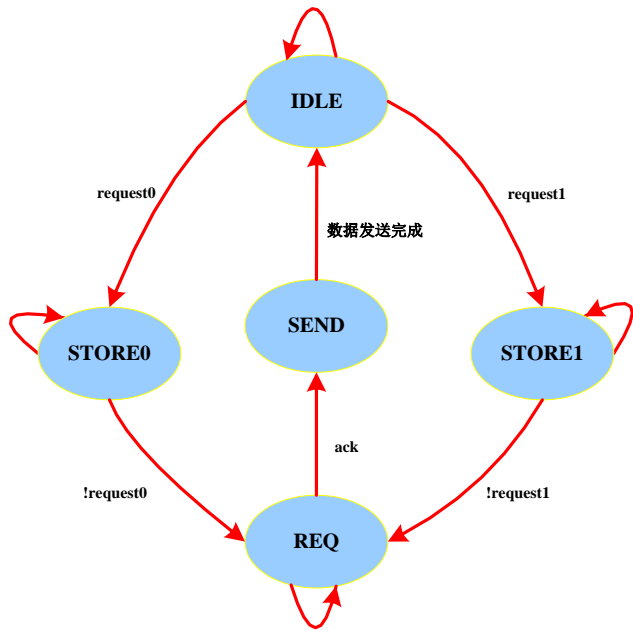 IDLE
request0
request1
数据发送完成
SEND
STORE0
STORE1
ack
!request0
!request1
REQ